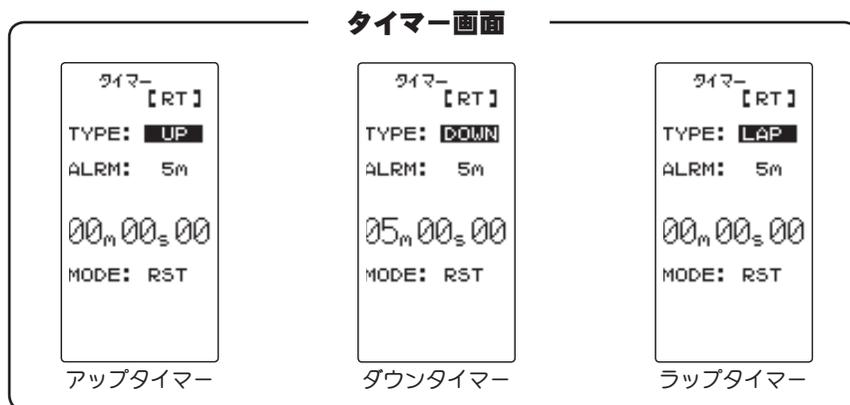 タイマー画面
タイマー
【RT】
TYPE: UP
ALRM: 5m
00m00s00
MODE: RST
アップタイマー
タイマー
【RT】
TYPE: DOWN
ALRM: 5m
05m00s00
MODE: RST
ダウンタイマー
タイマー
【RT】
TYPE: LAP
ALRM: 5m
00m00s00
MODE: RST
ラップタイマー